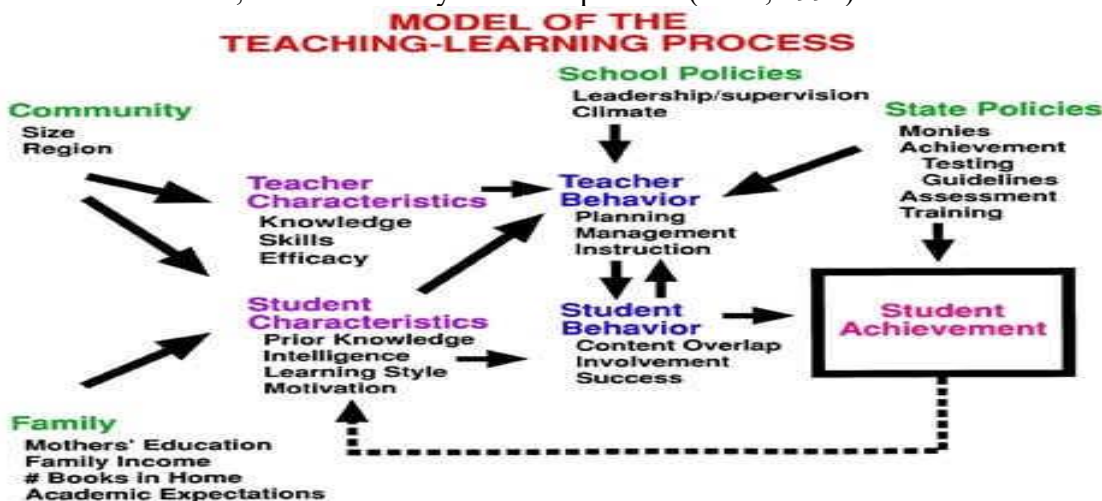 MODEL OF THE
TEACHING-LEARNING PROCESS
School Policies
Leadership/supervision
Climate
Community
Size
Region
State Policies
Monies
Achievement
Testing
Guidelines
Assessment
Training
Teacher
Characteristics
Knowledge
Skills
Efficacy
Teacher
Behavior
Planning
Management
Instruction
Student
Characteristics
Prior Knowledge
Intelligence
Learning Style
Motivation
Student
Behavior
Content Overlap
Involvement
Success
Student
Achievement
Family
Mothers' Education
Family Income
# Books in Home
Academic Expectations